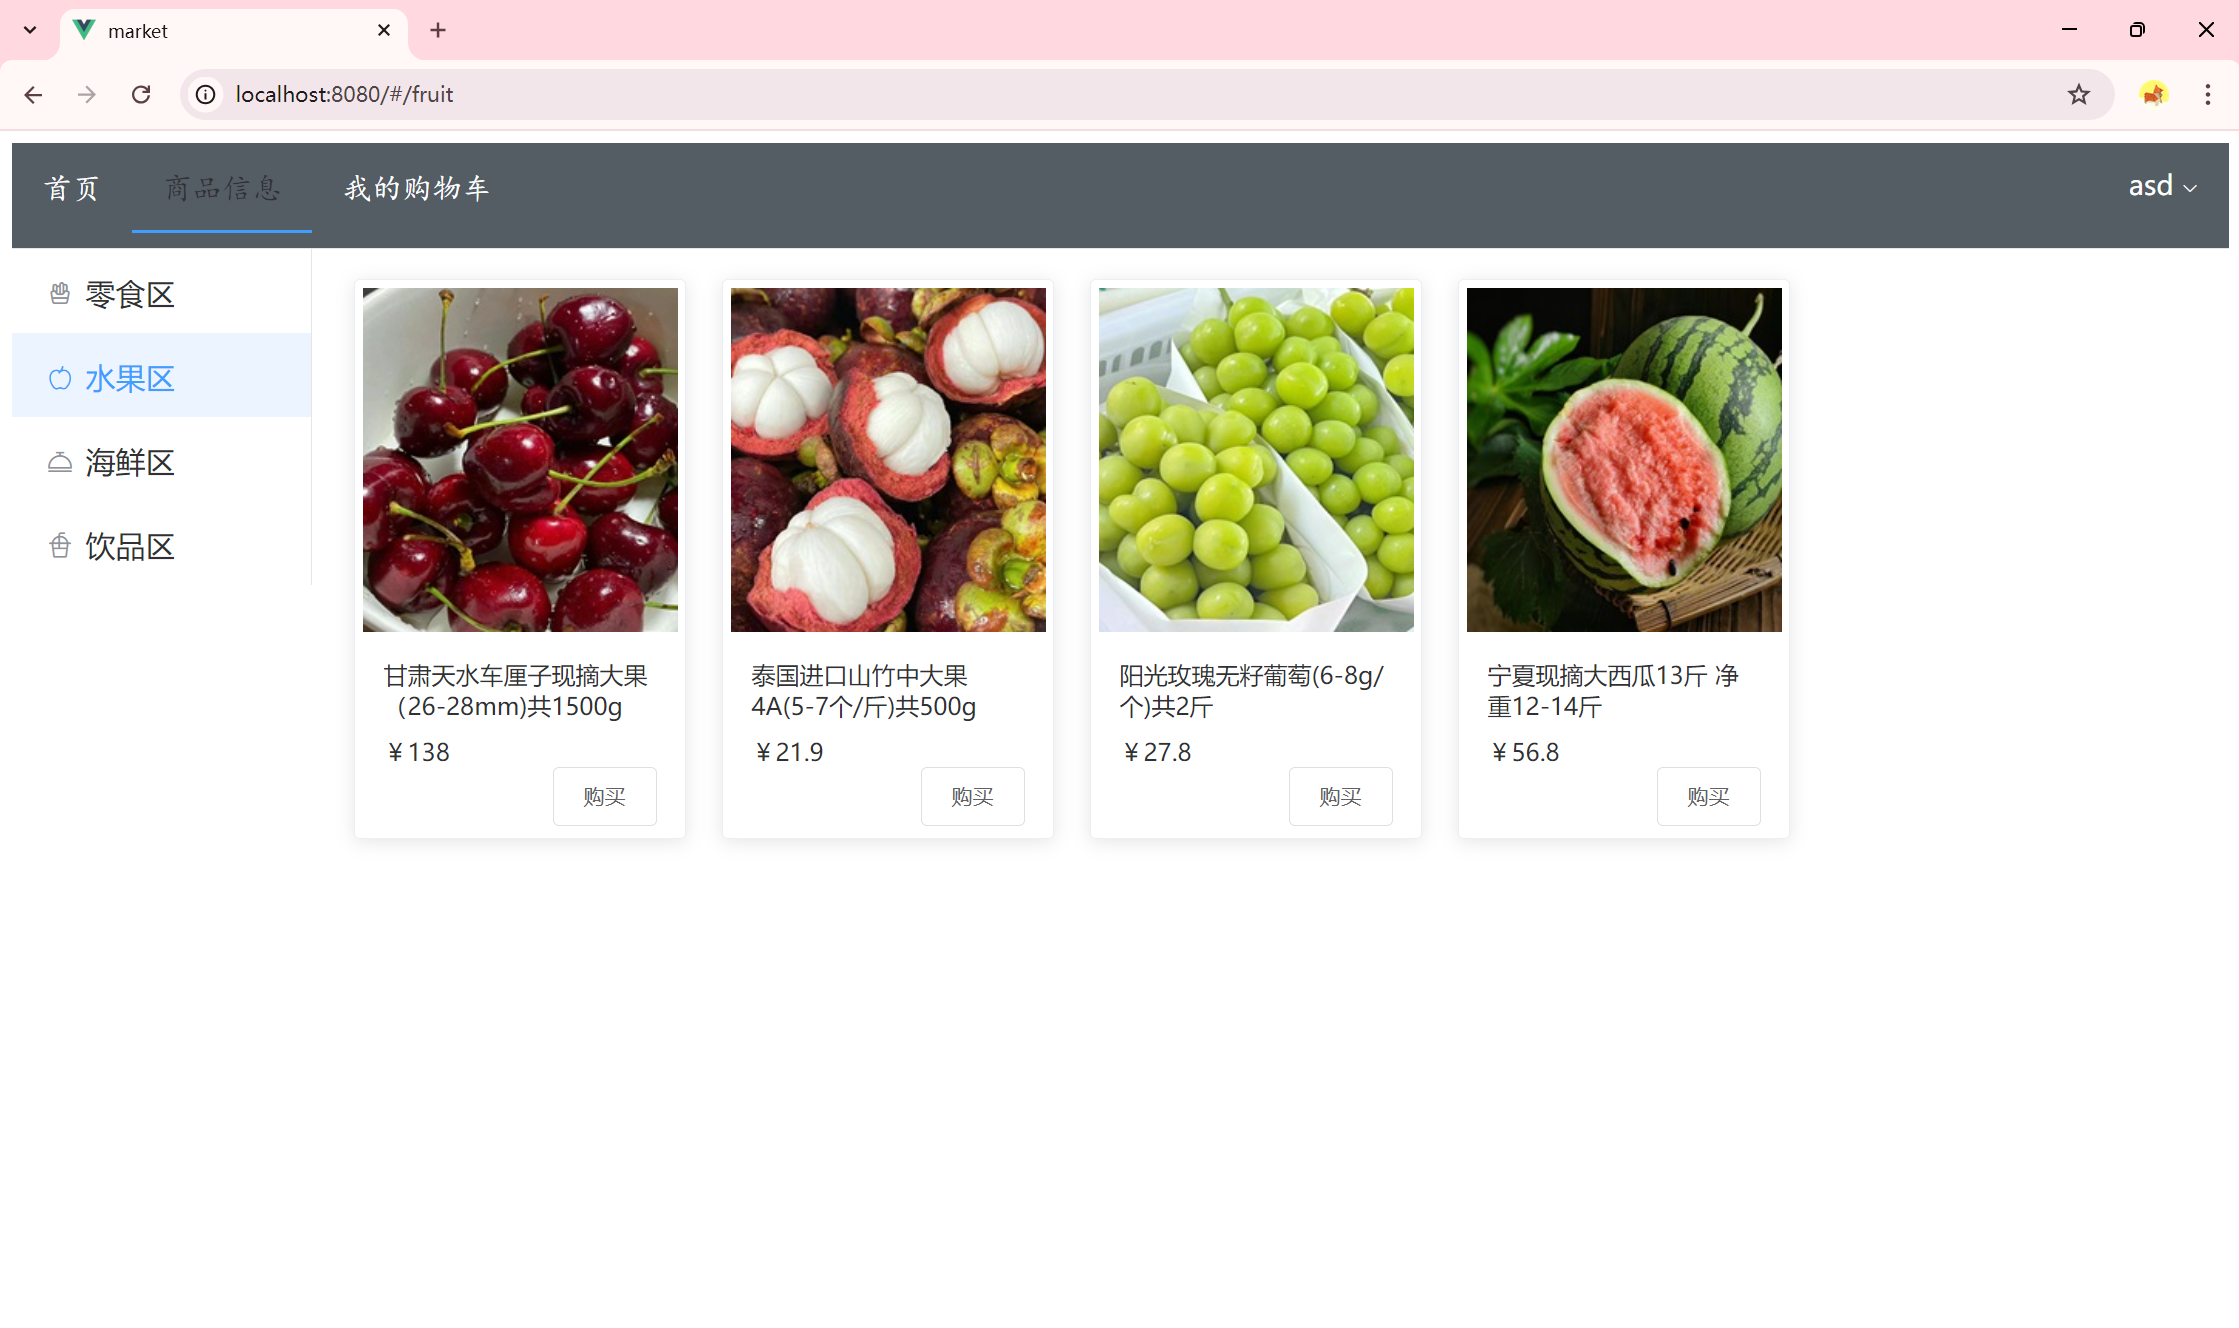 market
localhost:8080/#/fruit
首页 商品信息 我的购物车 asd
零食区
水果区
海鲜区
饮品区
甘肃天水车厘子现摘大果
（26-28mm)共1500g
￥138
购买
泰国进口山竹中大果
4A(5-7个/斤)共500g
￥21.9
购买
阳光玫瑰无籽葡萄(6-8g/
个)共2斤
￥27.8
购买
宁夏现摘大西瓜13斤 净
重12-14斤
￥56.8
购买